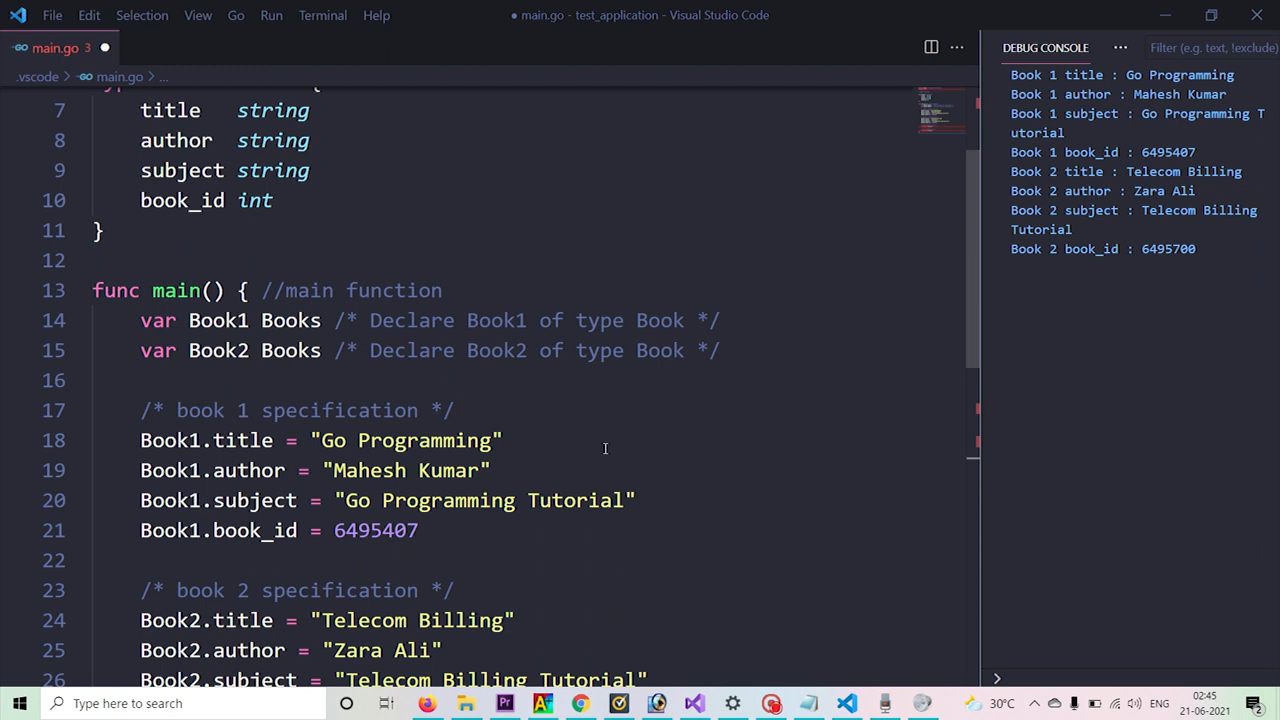 File Edit Selection View Go Run Terminal Help
● main.go - test_application - Visual Studio Code
main.go 3
.vscode > main.go > ...
7 title string
8 author string
9 subject string
10 book_id int
11 }
12
13 func main() { //main function
14 var Book1 Books /* Declare Book1 of type Book */
15 var Book2 Books /* Declare Book2 of type Book */
16
17 /* book 1 specification */
18 Book1.title = "Go Programming"
19 Book1.author = "Mahesh Kumar"
20 Book1.subject = "Go Programming Tutorial"
21 Book1.book_id = 6495407
22
23 /* book 2 specification */
24 Book2.title = "Telecom Billing"
25 Book2.author = "Zara Ali"
26 Book2.subject = "Telecom Billing Tutorial"
DEBUG CONSOLE ... Filter (e.g. text, !exclude)
Book 1 title : Go Programming
Book 1 author : Mahesh Kumar
Book 1 subject : Go Programming T
utorial
Book 1 book_id : 6495407
Book 2 title : Telecom Billing
Book 2 author : Zara Ali
Book 2 subject : Telecom Billing
Tutorial
Book 2 book_id : 6495700
>
Type here to search
Pr
30°C
ENG
02:45
21-06-2021
2